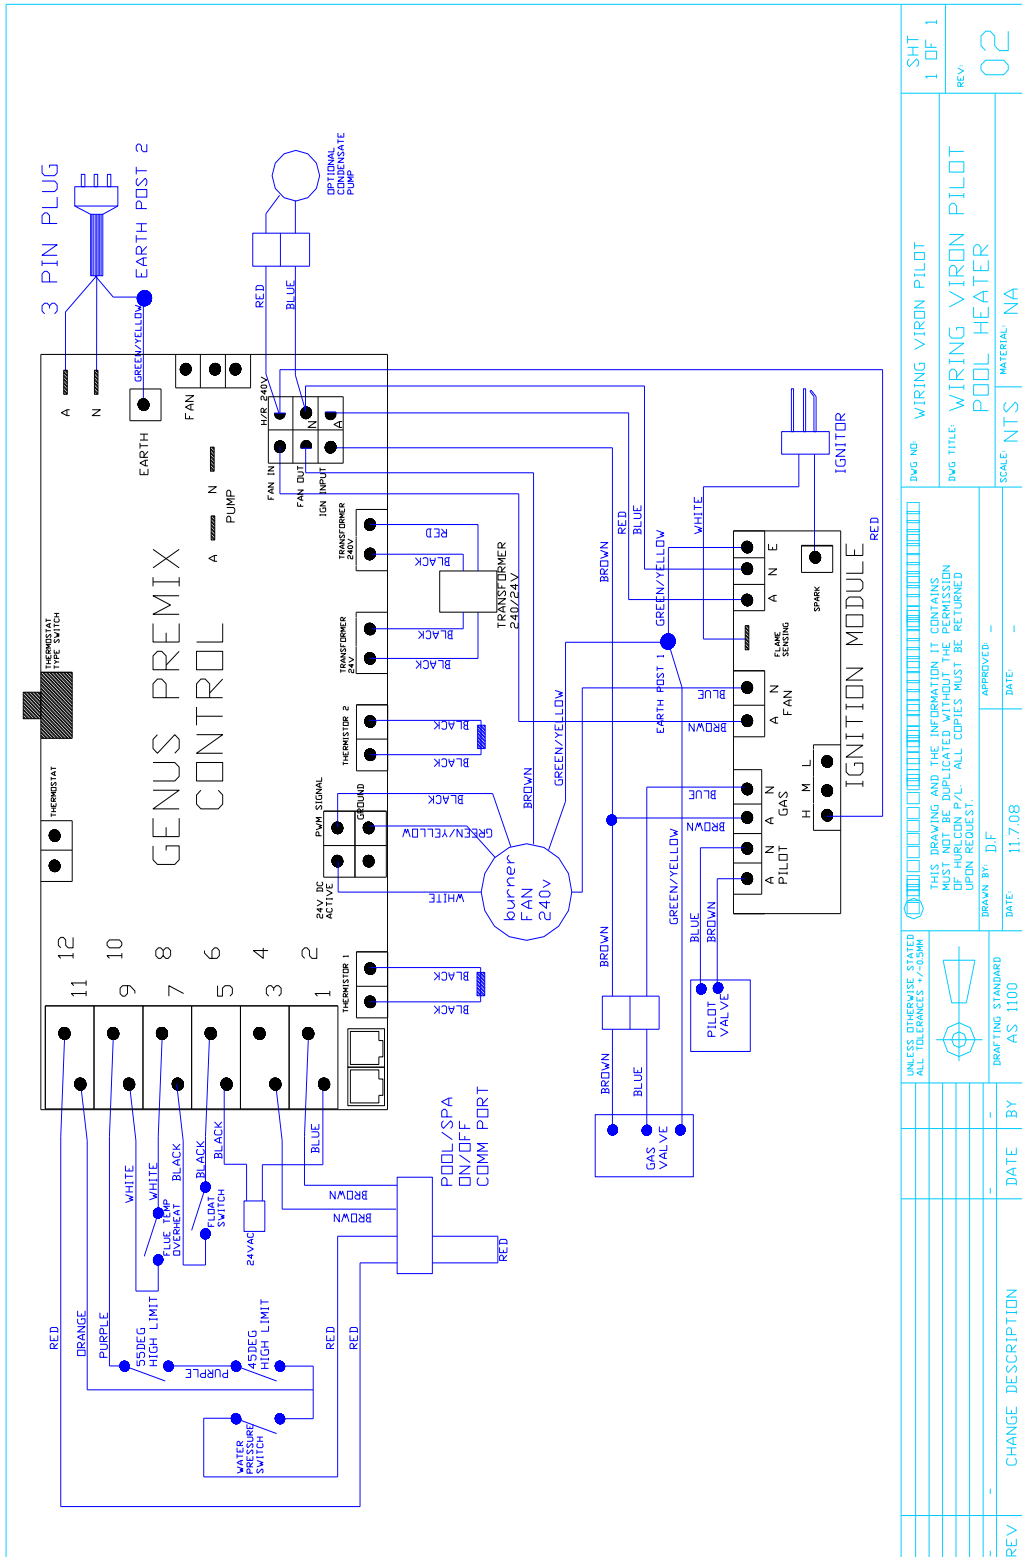 3 PIN PLUG
EARTH POST 2
GREEN/YELLOW
A
N
EARTH
FAN
A N
PUMP
OPTIONAL
CONDENSATE
PUMP
RED
BLUE
H/R 240V
N
A
FAN IN
FAN OUT
IGN INPUT
THERMOSTAT
TYPE SWITCH
THERMOSTAT
GENUS PREMIX
CONTROL
TRANSFORMER
240V
RED
BLACK
TRANSFORMER
240/24V
TRANSFORMER
24V
BLACK
BLACK
THERMISTOR 2
BLACK
BLACK
PWM SIGNAL
GROUND
24V DC
ACTIVE
BLACK
GREEN/YELLOW
WHITE
burner
FAN
240v
BROWN
GREEN/YELLOW
THERMISTOR 1
BLACK
BLACK
12
11
10
9
8
7
6
5
4
3
2
1
BROWN
RED
BLUE
GREEN/YELLOW
WHITE
EARTH POST 1
IGNITOR
RED
E
N
A
SPARK
FLAME
SENSING
BLUE
BROWN
N
A
FAN
IGNITION MODULE
H M L
BLUE
BROWN
N
A
GAS
N
A
PILOT
BLUE
BROWN
GREEN/YELLOW
BROWN
PILOT
VALVE
BROWN
BLUE
GAS
VALVE
POOL/SPA
ON/OFF
COMM PORT
BLUE
BROWN
BROWN
BLACK
BLACK
BLACK
WHITE
WHITE
FLUE TEMP
OVERHEAT
FLOAT
SWITCH
24VAC
RED
RED
ORANGE
PURPLE
55DEG
HIGH LIMIT
PURPLE
45DEG
HIGH LIMIT
RED
RED
WATER
PRESSURE
SWITCH
REV
CHANGE DESCRIPTION
DATE
BY
UNLESS OTHERWISE STATED
ALL TOLERANCES +/-0.5MM
DRAFTING STANDARD
AS 1100
THIS DRAWING AND THE INFORMATION IT CONTAINS
MUST NOT BE DUPLICATED WITHOUT THE PERMISSION
OF HURLCON P/L. ALL COPIES MUST BE RETURNED
UPON REQUEST.
DRAWN BY: D.F
APPROVED: -
DATE: 11.7.08
DATE: -
DWG NO: WIRING VIRON PILOT
DWG TITLE: WIRING VIRON PILOT
POOL HEATER
SCALE: NTS
MATERIAL: NA
SHT
1 OF 1
REV:
02